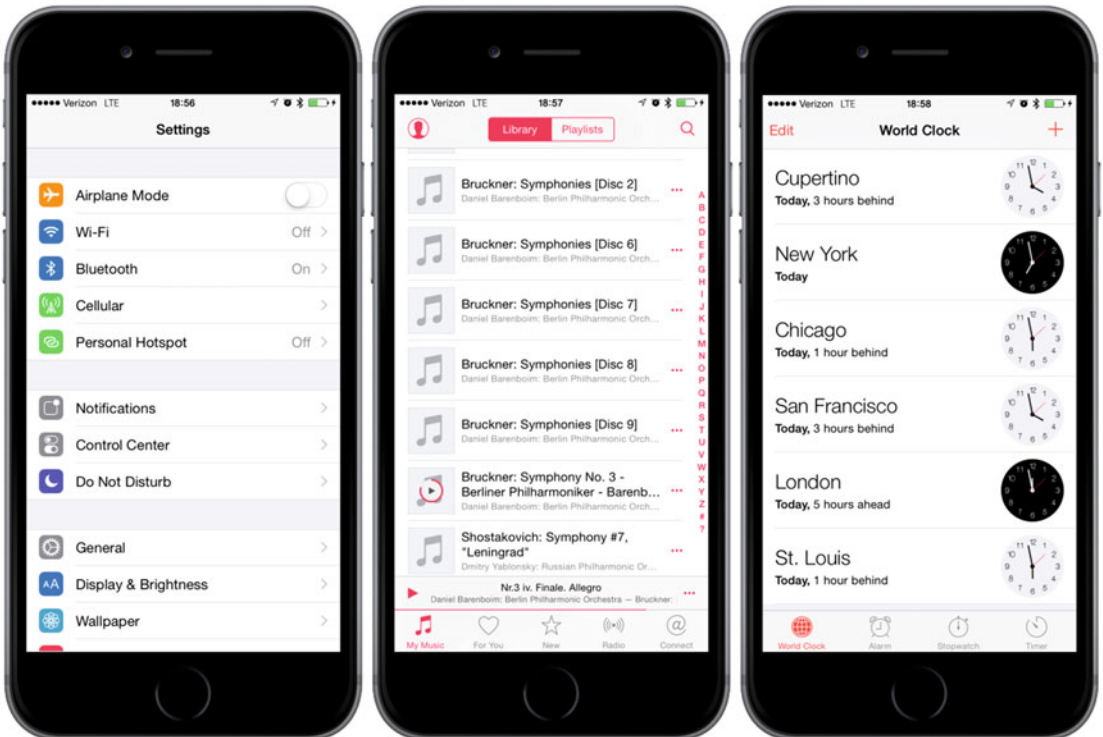 Verizon LTE 18:56
Settings
Airplane Mode
Wi-Fi Off
Bluetooth On
Cellular
Personal Hotspot Off
Notifications
Control Center
Do Not Disturb
General
AA Display & Brightness
Wallpaper
Verizon LTE 18:57
Library Playlists
Bruckner: Symphonies [Disc 2]
Daniel Barenboim: Berlin Philharmonic Orch...
Bruckner: Symphonies [Disc 6]
Daniel Barenboim: Berlin Philharmonic Orch...
Bruckner: Symphonies [Disc 7]
Daniel Barenboim: Berlin Philharmonic Orch...
Bruckner: Symphonies [Disc 8]
Daniel Barenboim: Berlin Philharmonic Orch...
Bruckner: Symphonies [Disc 9]
Daniel Barenboim: Berlin Philharmonic Orch...
Bruckner: Symphony No. 3 -
Berliner Philharmoniker - Barenb...
Daniel Barenboim: Berlin Philharmonic Orch...
Shostakovich: Symphony #7,
"Leningrad"
Dmitry Yablonsky: Russian Philharmonic Or...
A
B
C
D
E
F
G
H
I
J
K
L
M
N
O
P
Q
R
S
T
U
V
W
X
Y
Z
#
?
Nr.3 iv. Finale. Allegro
Daniel Barenboim: Berlin Philharmonic Orchestra — Bruckner:
My Music For You New Radio Connect
Verizon LTE 18:58
Edit World Clock +
Cupertino
Today, 3 hours behind
New York
Today
Chicago
Today, 1 hour behind
San Francisco
Today, 3 hours behind
London
Today, 5 hours ahead
St. Louis
Today, 1 hour behind
World Clock Alarm Stopwatch Timer